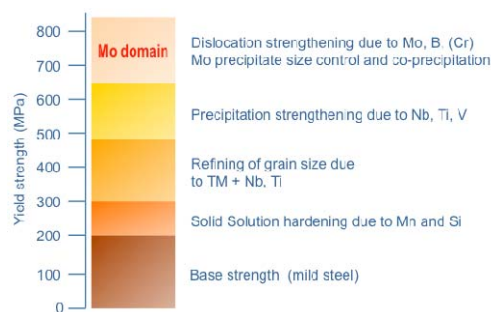 800
700
600
500
400
300
200
100
0
Yield strength (MPa)
Mo domain
Dislocation strengthening due to Mo, B, (Cr)
Mo precipitate size control and co-precipitation
Precipitation strengthening due to Nb, Ti, V
Refining of grain size due
to TM + Nb, Ti
Solid Solution hardening due to Mn and Si
Base strength (mild steel)